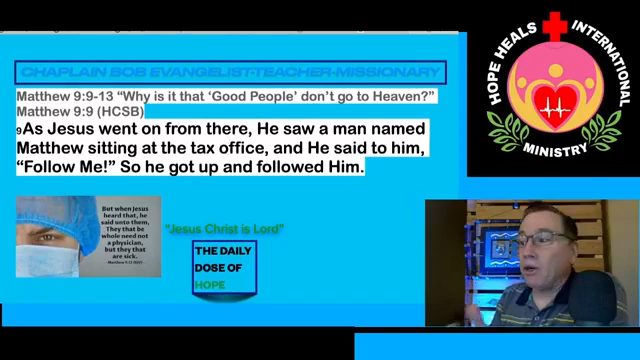 CHAPLAIN BOB EVANGELIST-TEACHER-MISSIONARY
Matthew 9:9-13 “Why is it that ‘Good People’ don’t go to Heaven?”
Matthew 9:9 (HCSB)
9As Jesus went on from there, He saw a man named
Matthew sitting at the tax office, and He said to him,
“Follow Me!” So he got up and followed Him.
But when Jesus
heard that, he
said unto them,
They that be
whole need not
a physician,
but they that
are sick.
"Jesus Christ is Lord"
THE DAILY
DOSE OF
HOPE
HOPE HEALS INTERNATIONAL
MINISTRY